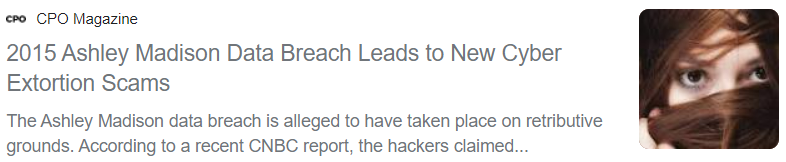 CPO CPO Magazine
2015 Ashley Madison Data Breach Leads to New Cyber
Extortion Scams
The Ashley Madison data breach is alleged to have taken place on retributive
grounds. According to a recent CNBC report, the hackers claimed...